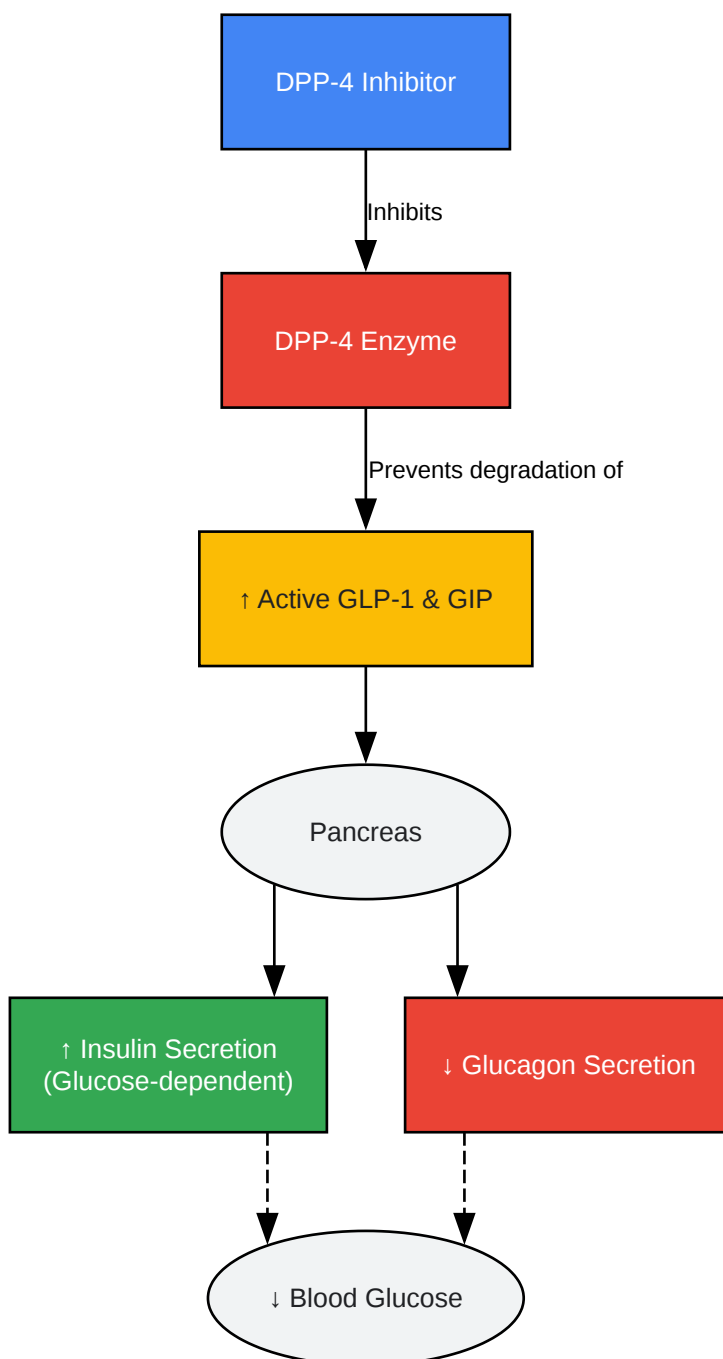 DPP-4 Inhibitor
Inhibits
DPP-4 Enzyme
Prevents degradation of
↑ Active GLP-1 & GIP
Pancreas
↑ Insulin Secretion
(Glucose-dependent)
↓ Glucagon Secretion
↓ Blood Glucose